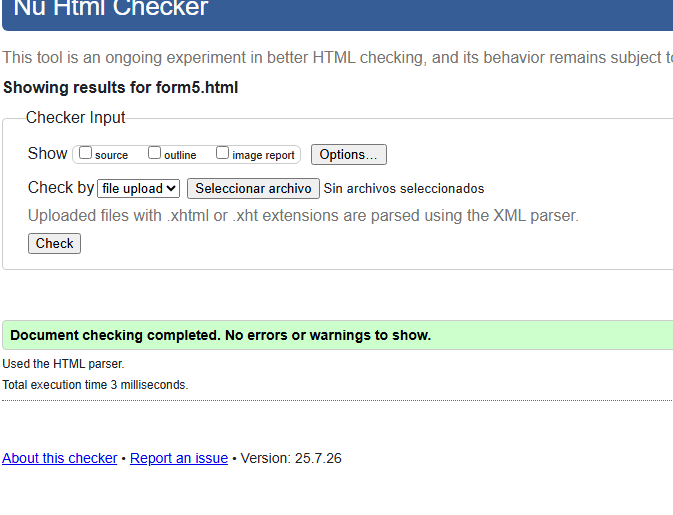 Nu Html Checker
This tool is an ongoing experiment in better HTML checking, and its behavior remains subject to
Showing results for form5.html
Checker Input
Show source outline image report Options...
Check by file upload Seleccionar archivo Sin archivos seleccionados
Uploaded files with .xhtml or .xht extensions are parsed using the XML parser.
Check
Document checking completed. No errors or warnings to show.
Used the HTML parser.
Total execution time 3 milliseconds.
About this checker • Report an issue • Version: 25.7.26